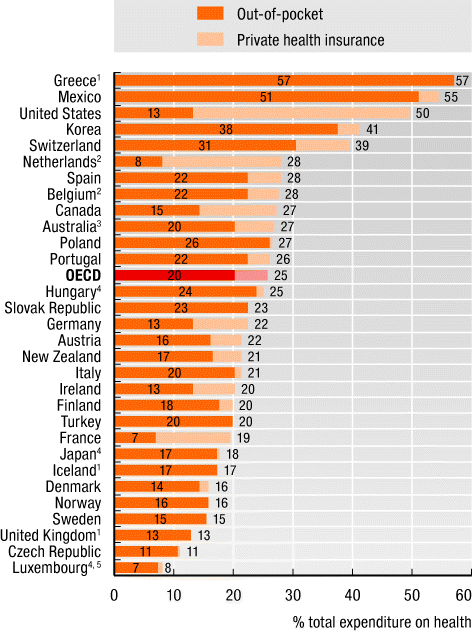 Out-of-pocket
Private health insurance
Greece¹ 57 57
Mexico 51 55
United States 13 50
Korea 38 41
Switzerland 31 39
Netherlands² 8 28
Spain 22 28
Belgium² 22 28
Canada 15 27
Australia³ 20 27
Poland 26 27
Portugal 22 26
OECD 20 25
Hungary⁴ 24 25
Slovak Republic 23 23
Germany 13 22
Austria 16 22
New Zealand 17 21
Italy 20 21
Ireland 13 20
Finland 18 20
Turkey 20 20
France 7 19
Japan⁴ 17 18
Iceland¹ 17 17
Denmark 14 16
Norway 16 16
Sweden 15 15
United Kingdom¹ 13 13
Czech Republic 11 11
Luxembourg⁴,⁵ 7 8
0 10 20 30 40 50 60
% total expenditure on health